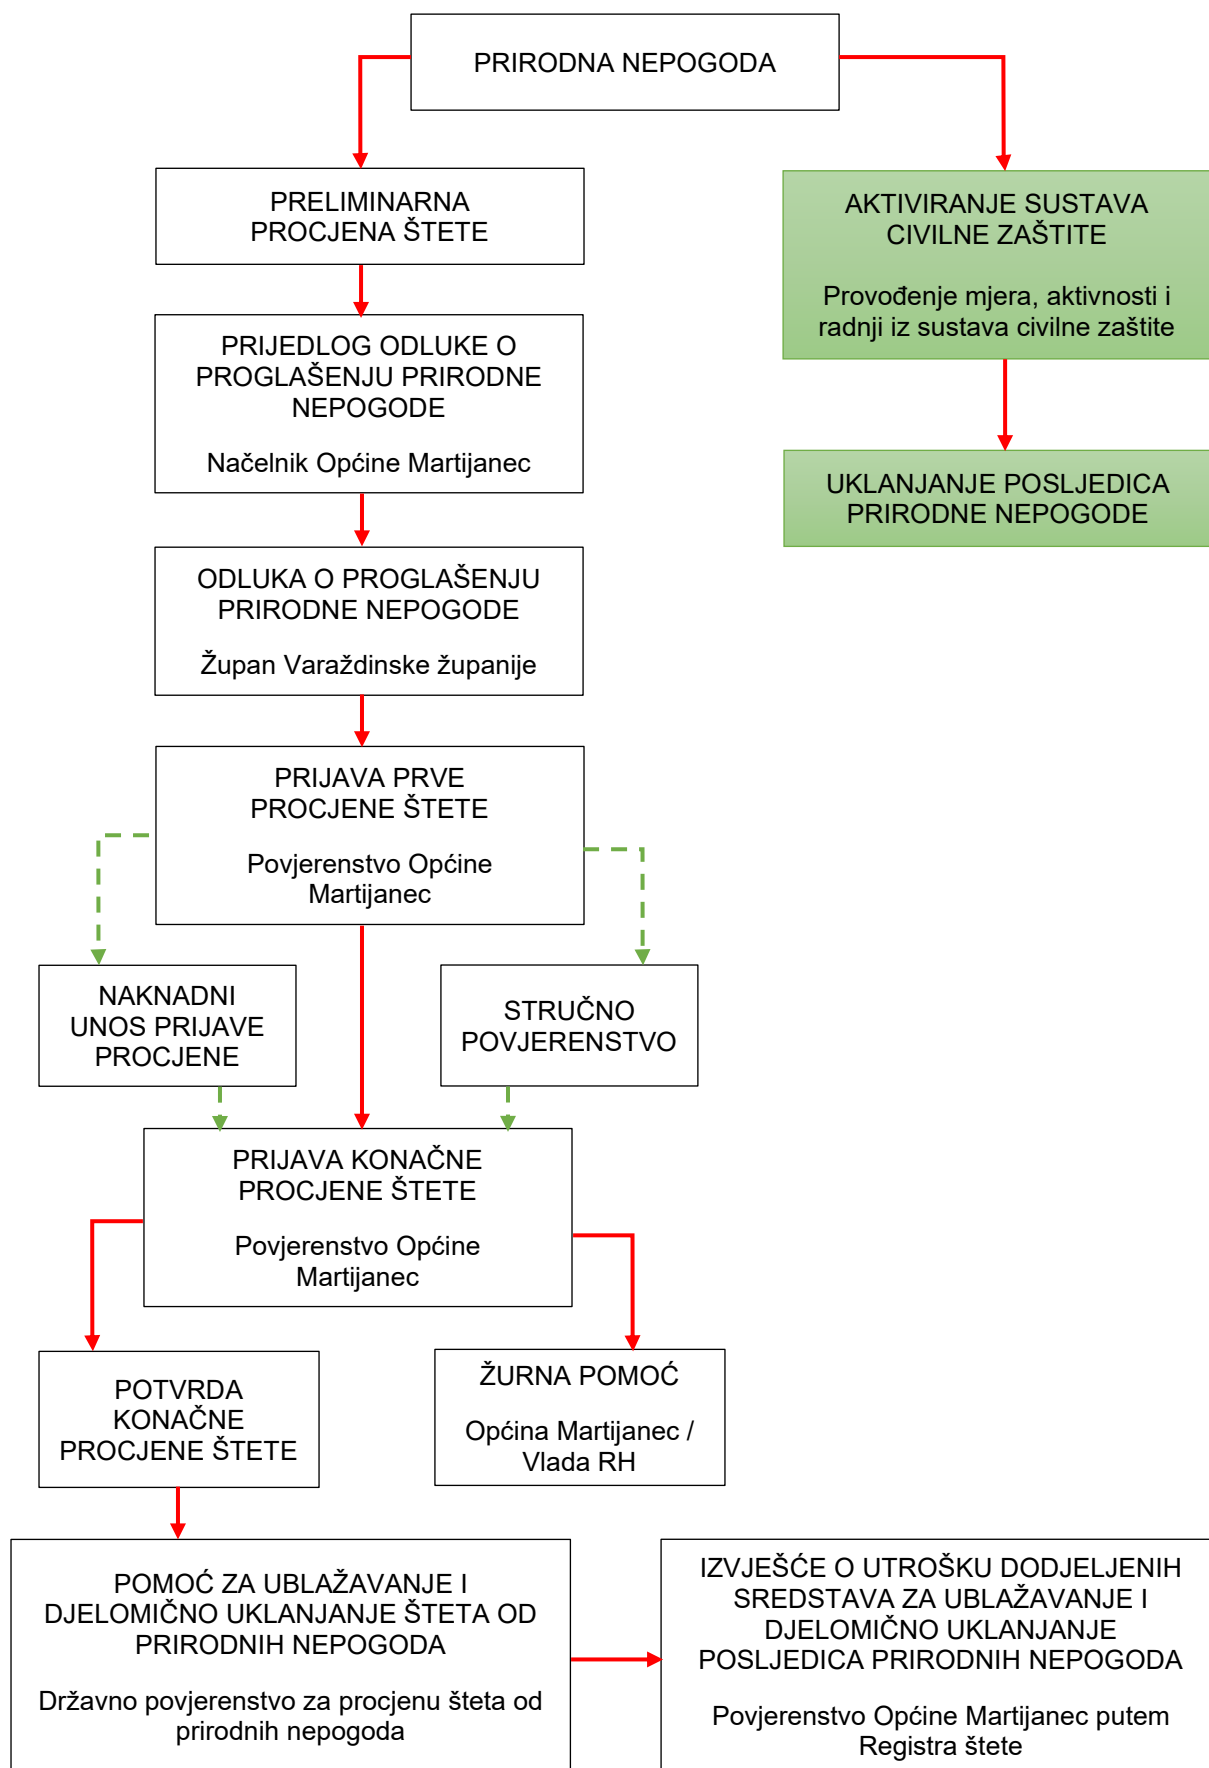 PRIRODNA NEPOGODA
PRELIMINARNA
PROCJENA ŠTETE
AKTIVIRANJE SUSTAVA
CIVILNE ZAŠTITE
Provođenje mjera, aktivnosti i
radnji iz sustava civilne zaštite
PRIJEDLOG ODLUKE O
PROGLAŠENJU PRIRODNE
NEPOGODE
Načelnik Općine Martijanec
UKLANJANJE POSLJEDICA
PRIRODNE NEPOGODE
ODLUKA O PROGLAŠENJU
PRIRODNE NEPOGODE
Župan Varaždinske županije
PRIJAVA PRVE
PROCJENE ŠTETE
Povjerenstvo Općine
Martijanec
NAKNADNI
UNOS PRIJAVE
PROCJENE
STRUČNO
POVJERENSTVO
PRIJAVA KONAČNE
PROCJENE ŠTETE
Povjerenstvo Općine
Martijanec
POTVRDA
KONAČNE
PROCJENE ŠTETE
ŽURNA POMOĆ
Općina Martijanec /
Vlada RH
POMOĆ ZA UBLAŽAVANJE I
DJELOMIČNO UKLANJANJE ŠTETA OD
PRIRODNIH NEPOGODA
Državno povjerenstvo za procjenu šteta od
prirodnih nepogoda
IZVJEŠĆE O UTROŠKU DODJELJENIH
SREDSTAVA ZA UBLAŽAVANJE I
DJELOMIČNO UKLANJANJE
POSLJEDICA PRIRODNIH NEPOGODA
Povjerenstvo Općine Martijanec putem
Registra štete